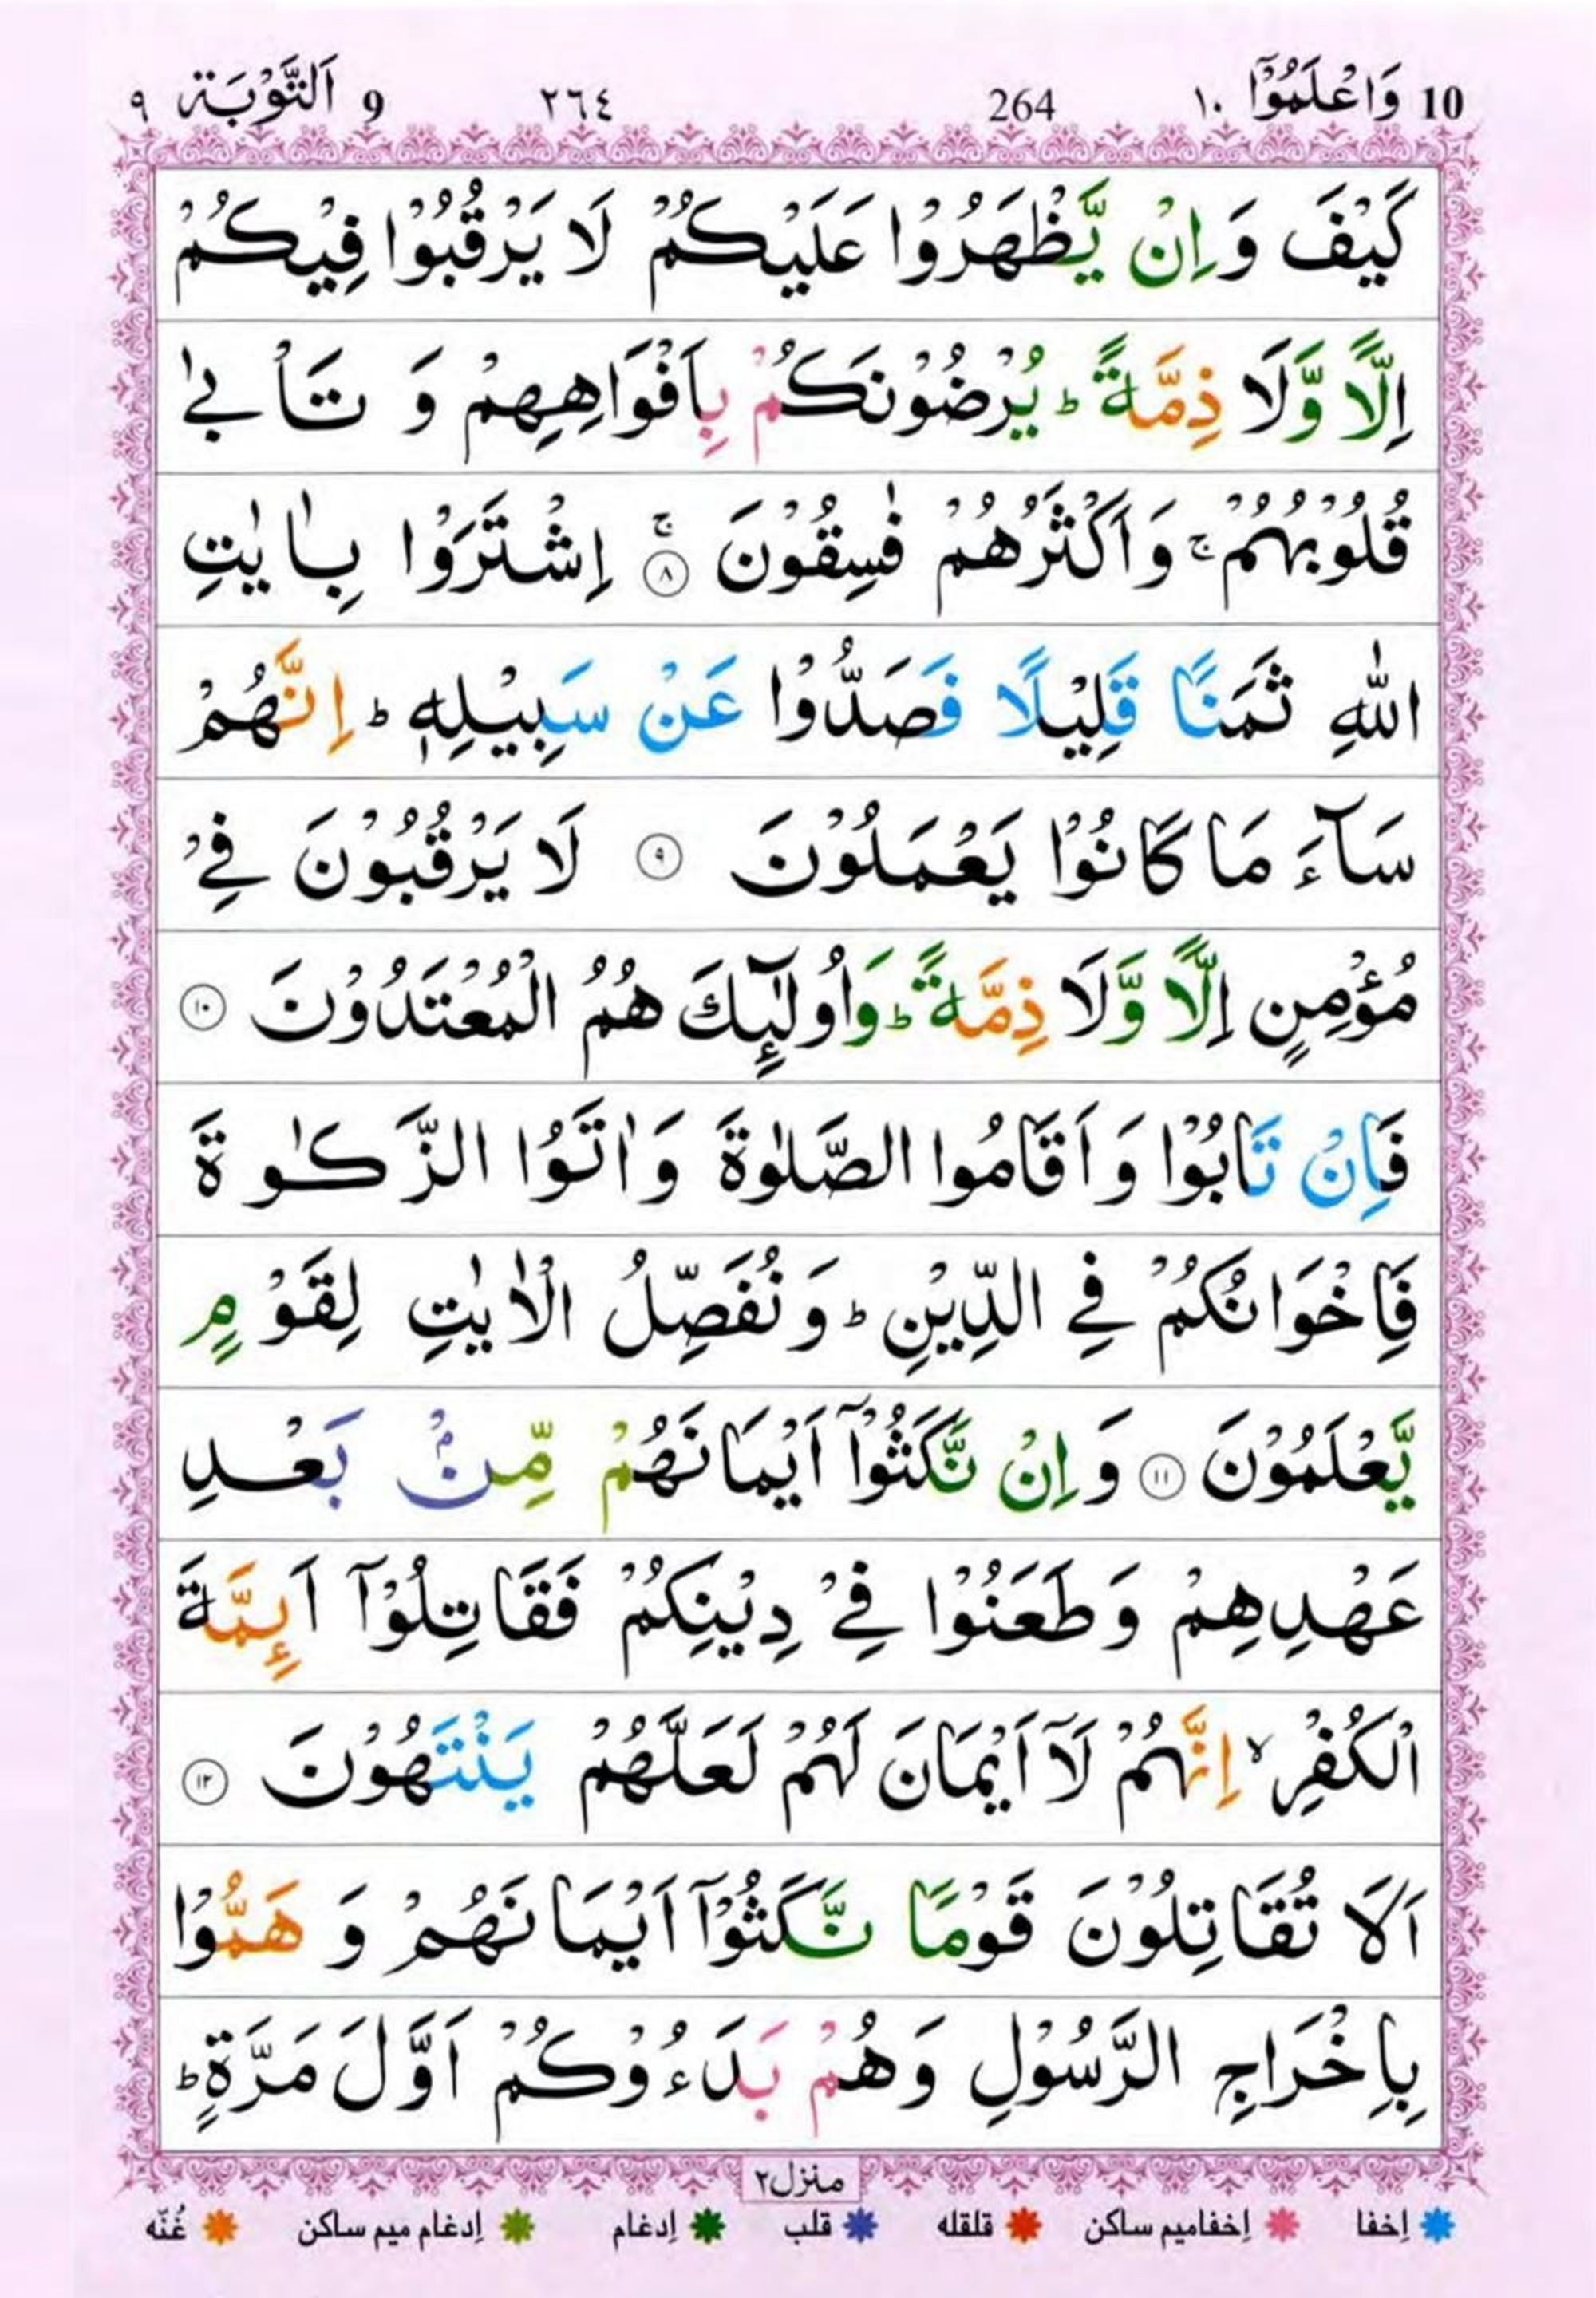 10 وَاعْلَمُوْۤا ١٠ 264 ٢٦٤ 9 اَلتَّوْبَة ٩
كَيْفَ وَاِنْ يَّظْهَرُوْا عَلَيْكُمْ لَا يَرْقُبُوْا فِيْكُمْ
اِلًّا وَّلَا ذِمَّةً ؕ يُرْضُوْنَكُمْ بِاَفْوَاهِهِمْ وَ تَاْبٰى
قُلُوْبُهُمْ ۚ وَاَكْثَرُهُمْ فٰسِقُوْنَ ۚ ﴿٨﴾ اِشْتَرَوْا بِاٰيٰتِ
اللّٰهِ ثَمَنًا قَلِيْلًا فَصَدُّوْا عَنْ سَبِيْلِهٖ ؕ اِنَّهُمْ
سَآءَ مَا كَانُوْا يَعْمَلُوْنَ ﴿٩﴾ لَا يَرْقُبُوْنَ فِيْ
مُؤْمِنٍ اِلًّا وَّلَا ذِمَّةً ؕ وَاُولٰٓئِكَ هُمُ الْمُعْتَدُوْنَ ﴿١٠﴾
فَاِنْ تَابُوْا وَاَقَامُوا الصَّلٰوةَ وَاٰتَوُا الزَّكٰوةَ
فَاِخْوَانُكُمْ فِي الدِّيْنِ ؕ وَنُفَصِّلُ الْاٰيٰتِ لِقَوْمٍ
يَّعْلَمُوْنَ ﴿١١﴾ وَاِنْ نَّكَثُوْۤا اَيْمَانَهُمْ مِّنْۢ بَعْدِ
عَهْدِهِمْ وَطَعَنُوْا فِيْ دِيْنِكُمْ فَقَاتِلُوْۤا اَئِمَّةَ
الْكُفْرِ ۙ اِنَّهُمْ لَاۤ اَيْمَانَ لَهُمْ لَعَلَّهُمْ يَنْتَهُوْنَ ﴿١٢﴾
اَلَا تُقَاتِلُوْنَ قَوْمًا نَّكَثُوْۤا اَيْمَانَهُمْ وَ هَمُّوْا
بِاِخْرَاجِ الرَّسُوْلِ وَهُمْ بَدَءُوْكُمْ اَوَّلَ مَرَّةٍ ؕ
منزل٢
اِخفا اِخفامیم ساکن قلقله قلب اِدغام اِدغام میم ساکن غُنّه